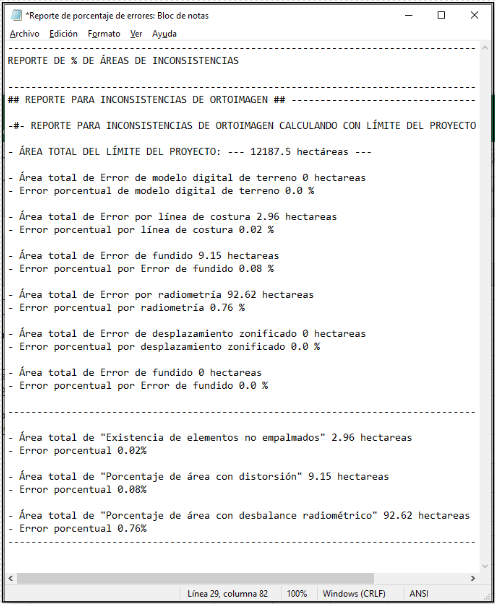 *Reporte de porcentaje de errores: Bloc de notas
Archivo Edición Formato Ver Ayuda
--------------------------------------------------------------------------------
REPORTE DE % DE ÁREAS DE INCONSISTENCIAS
--------------------------------------------------------------------------------
## REPORTE PARA INCONSISTENCIAS DE ORTOIMAGEN ## -------------------------------
-#- REPORTE PARA INCONSISTENCIAS DE ORTOIMAGEN CALCULANDO CON LÍMITE DEL PROYECTO
- ÁREA TOTAL DEL LÍMITE DEL PROYECTO: --- 12187.5 hectáreas ---
- Área total de Error de modelo digital de terreno 0 hectareas
- Error porcentual de modelo digital de terreno 0.0 %
- Área total de Error por línea de costura 2.96 hectareas
- Error porcentual por línea de costura 0.02 %
- Área total de Error de fundido 9.15 hectareas
- Error porcentual por Error de fundido 0.08 %
- Área total de Error por radiometría 92.62 hectareas
- Error porcentual por radiometría 0.76 %
- Área total de Error de desplazamiento zonificado 0 hectareas
- Error porcentual por desplazamiento zonificado 0.0 %
- Área total de Error de fundido 0 hectareas
- Error porcentual por Error de fundido 0.0 %
--------------------------------------------------------------------------------
- Área total de "Existencia de elementos no empalmados" 2.96 hectareas
- Error porcentual 0.02%
- Área total de "Porcentaje de área con distorsión" 9.15 hectareas
- Error porcentual 0.08%
- Área total de "Porcentaje de área con desbalance radiométrico" 92.62 hectareas
- Error porcentual 0.76%
--------------------------------------------------------------------------------
Línea 29, columna 82 100% Windows (CRLF) ANSI